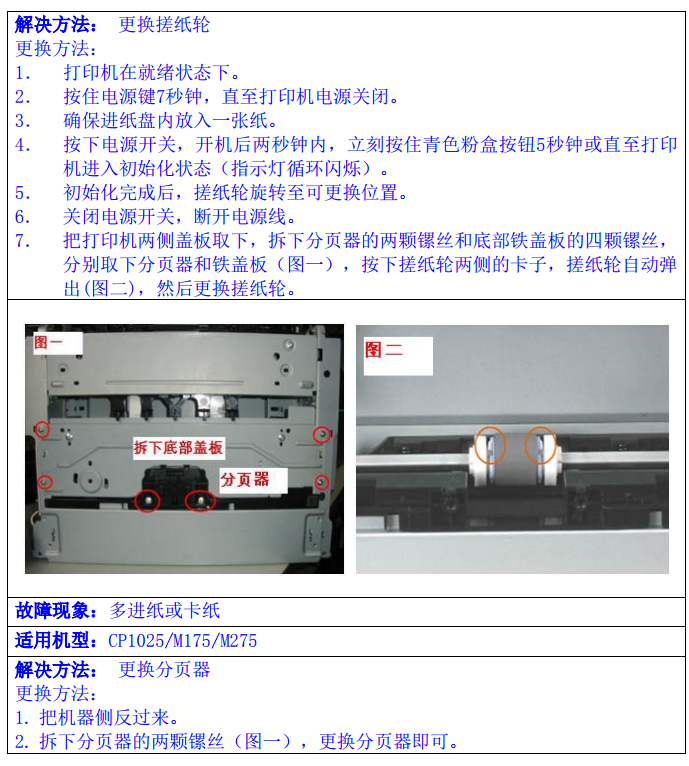 解决方法： 更换搓纸轮
更换方法：
1. 打印机在就绪状态下。
2. 按住电源键7秒钟，直至打印机电源关闭。
3. 确保进纸盘内放入一张纸。
4. 按下电源开关，开机后两秒钟内，立刻按住青色粉盒按钮5秒钟或直至打印
机进入初始化状态（指示灯循环闪烁）。
5. 初始化完成后，搓纸轮旋转至可更换位置。
6. 关闭电源开关，断开电源线。
7. 把打印机两侧盖板取下，拆下分页器的两颗镙丝和底部铁盖板的四颗镙丝，
分别取下分页器和铁盖板（图一），按下搓纸轮两侧的卡子，搓纸轮自动弹
出(图二)，然后更换搓纸轮。
图一
拆下底部盖板
分页器
图二
故障现象：多进纸或卡纸
适用机型：CP1025/M175/M275
解决方法： 更换分页器
更换方法：
1. 把机器侧反过来。
2. 拆下分页器的两颗镙丝（图一），更换分页器即可。